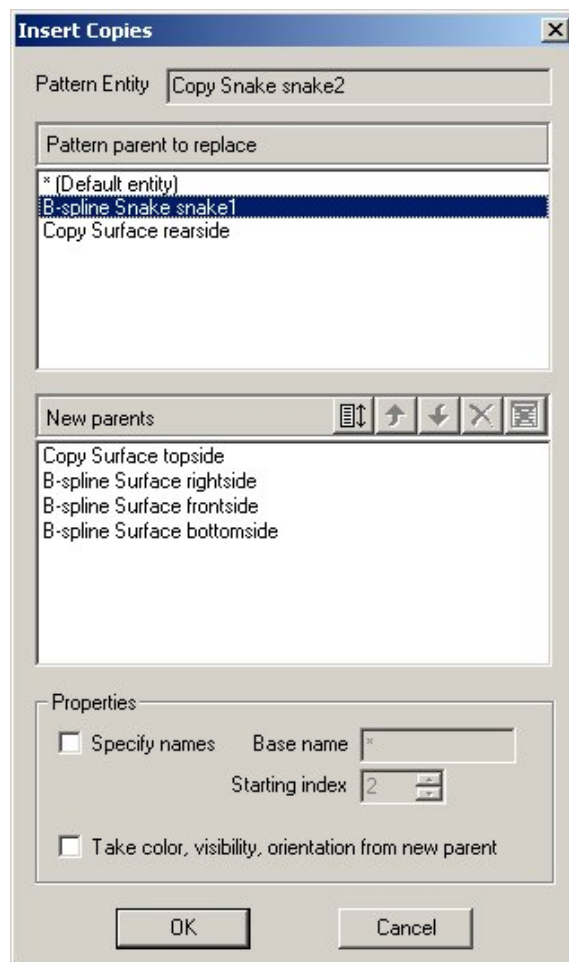 Insert Copies
Pattern Entity Copy Snake snake2
Pattern parent to replace
* (Default entity)
B-spline Snake snake1
Copy Surface rearside
New parents
Copy Surface topside
B-spline Surface rightside
B-spline Surface frontside
B-spline Surface bottomside
Properties
Specify names Base name *
Starting index 2
Take color, visibility, orientation from new parent
OK Cancel